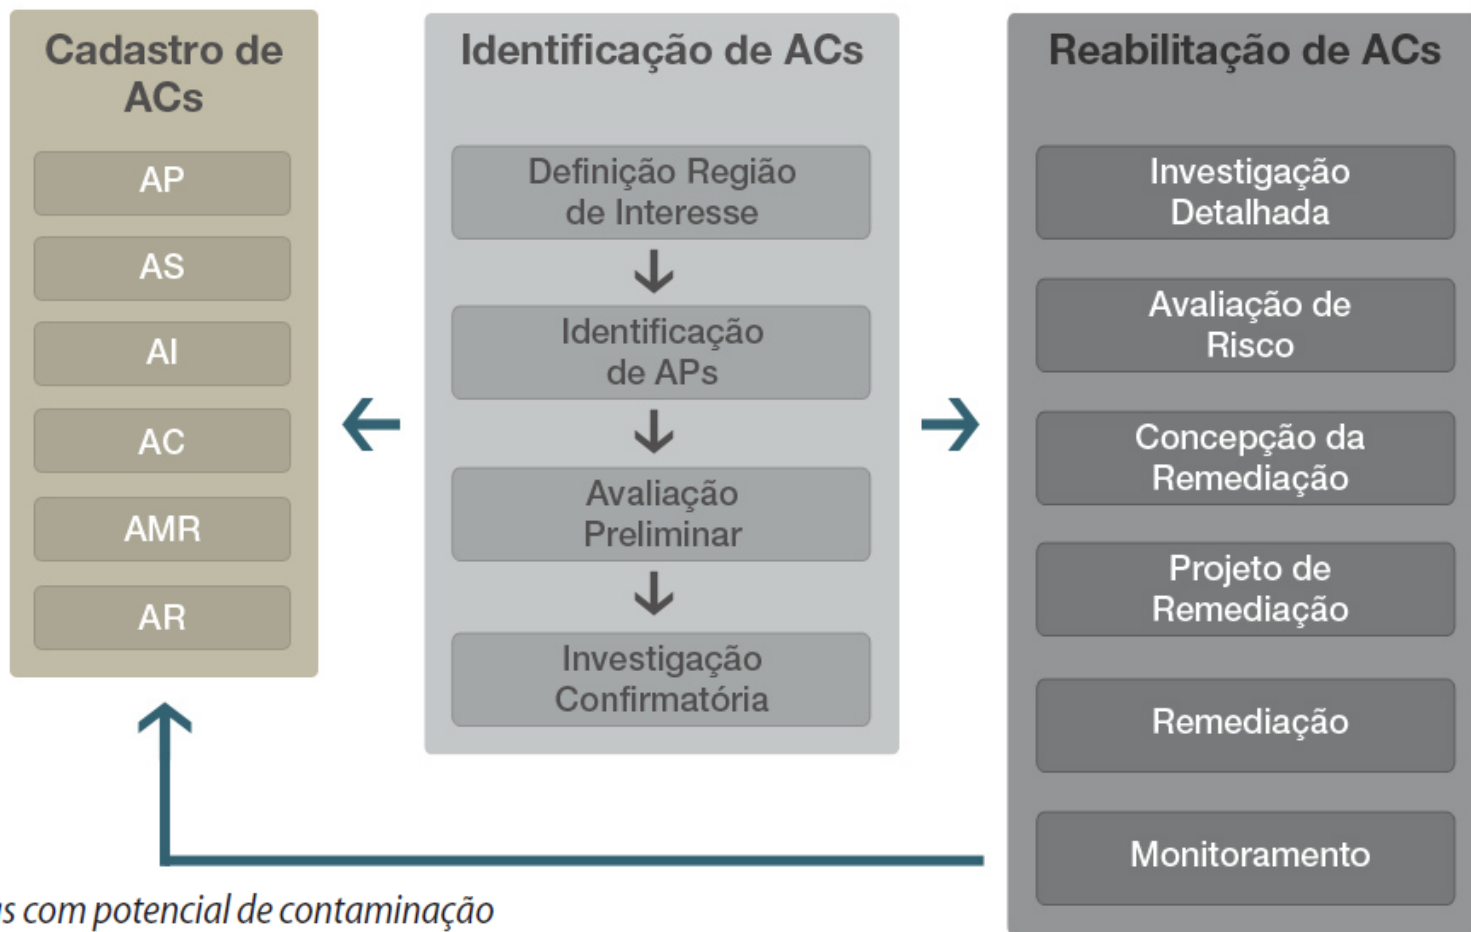 Cadastro de
ACs
AP
AS
AI
AC
AMR
AR
Identificação de ACs
Definição Região
de Interesse
Identificação
de APs
Avaliação
Preliminar
Investigação
Confirmatória
Reabilitação de ACs
Investigação
Detalhada
Avaliação de
Risco
Concepção da
Remediação
Projeto de
Remediação
Remediação
Monitoramento
com potencial de contaminação